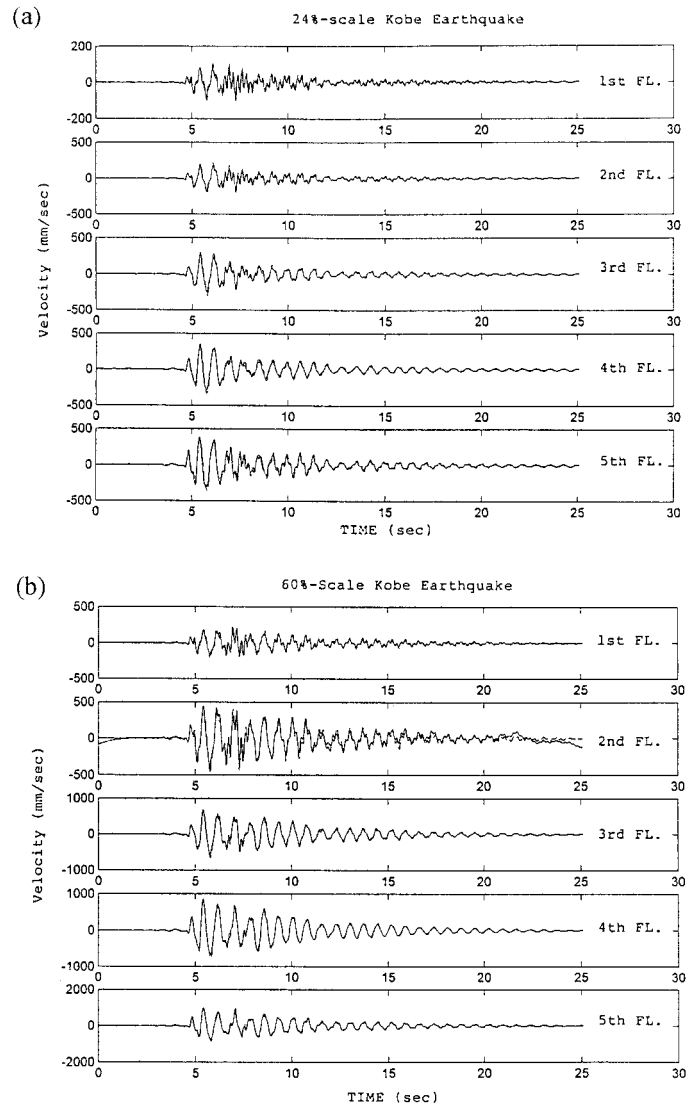 (a)
24%-scale Kobe Earthquake
Velocity (mm/sec)
200
0
-200
1st FL.
0 5 10 15 20 25 30
500
0
-500
2nd FL.
0 5 10 15 20 25 30
500
0
-500
3rd FL.
0 5 10 15 20 25 30
500
0
-500
4th FL.
0 5 10 15 20 25 30
500
0
-500
5th FL.
0 5 10 15 20 25 30
TIME (sec)
(b)
60%-Scale Kobe Earthquake
Velocity (mm/sec)
500
0
-500
1st FL.
0 5 10 15 20 25 30
500
0
-500
2nd FL.
0 5 10 15 20 25 30
1000
0
-1000
3rd FL.
0 5 10 15 20 25 30
1000
0
-1000
4th FL.
0 5 10 15 20 25 30
2000
0
-2000
5th FL.
0 5 10 15 20 25 30
TIME (sec)